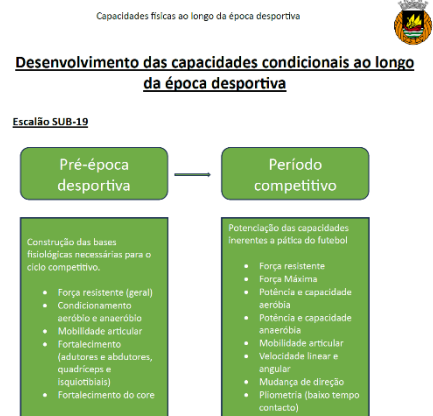 Capacidades físicas ao longo da época desportiva
Desenvolvimento das capacidades condicionais ao longo
da época desportiva
Escalão SUB-19
Pré-época
desportiva
Período
competitivo
Construção das bases
fisiológicas necessárias para o
ciclo competitivo.
• Força resistente (geral)
• Condicionamento
aeróbio e anaeróbio
• Mobilidade articular
• Fortalecimento
(adutores e abdutores,
quadríceps e
isquiotibiais)
• Fortalecimento do core
Potenciação das capacidades
inerentes a pática do futebol
• Força resistente
• Força Máxima
• Potência e capacidade
aeróbia
• Potência e capacidade
anaeróbia
• Mobilidade articular
• Velocidade linear e
angular
• Mudança de direção
• Pliometria (baixo tempo
contacto)